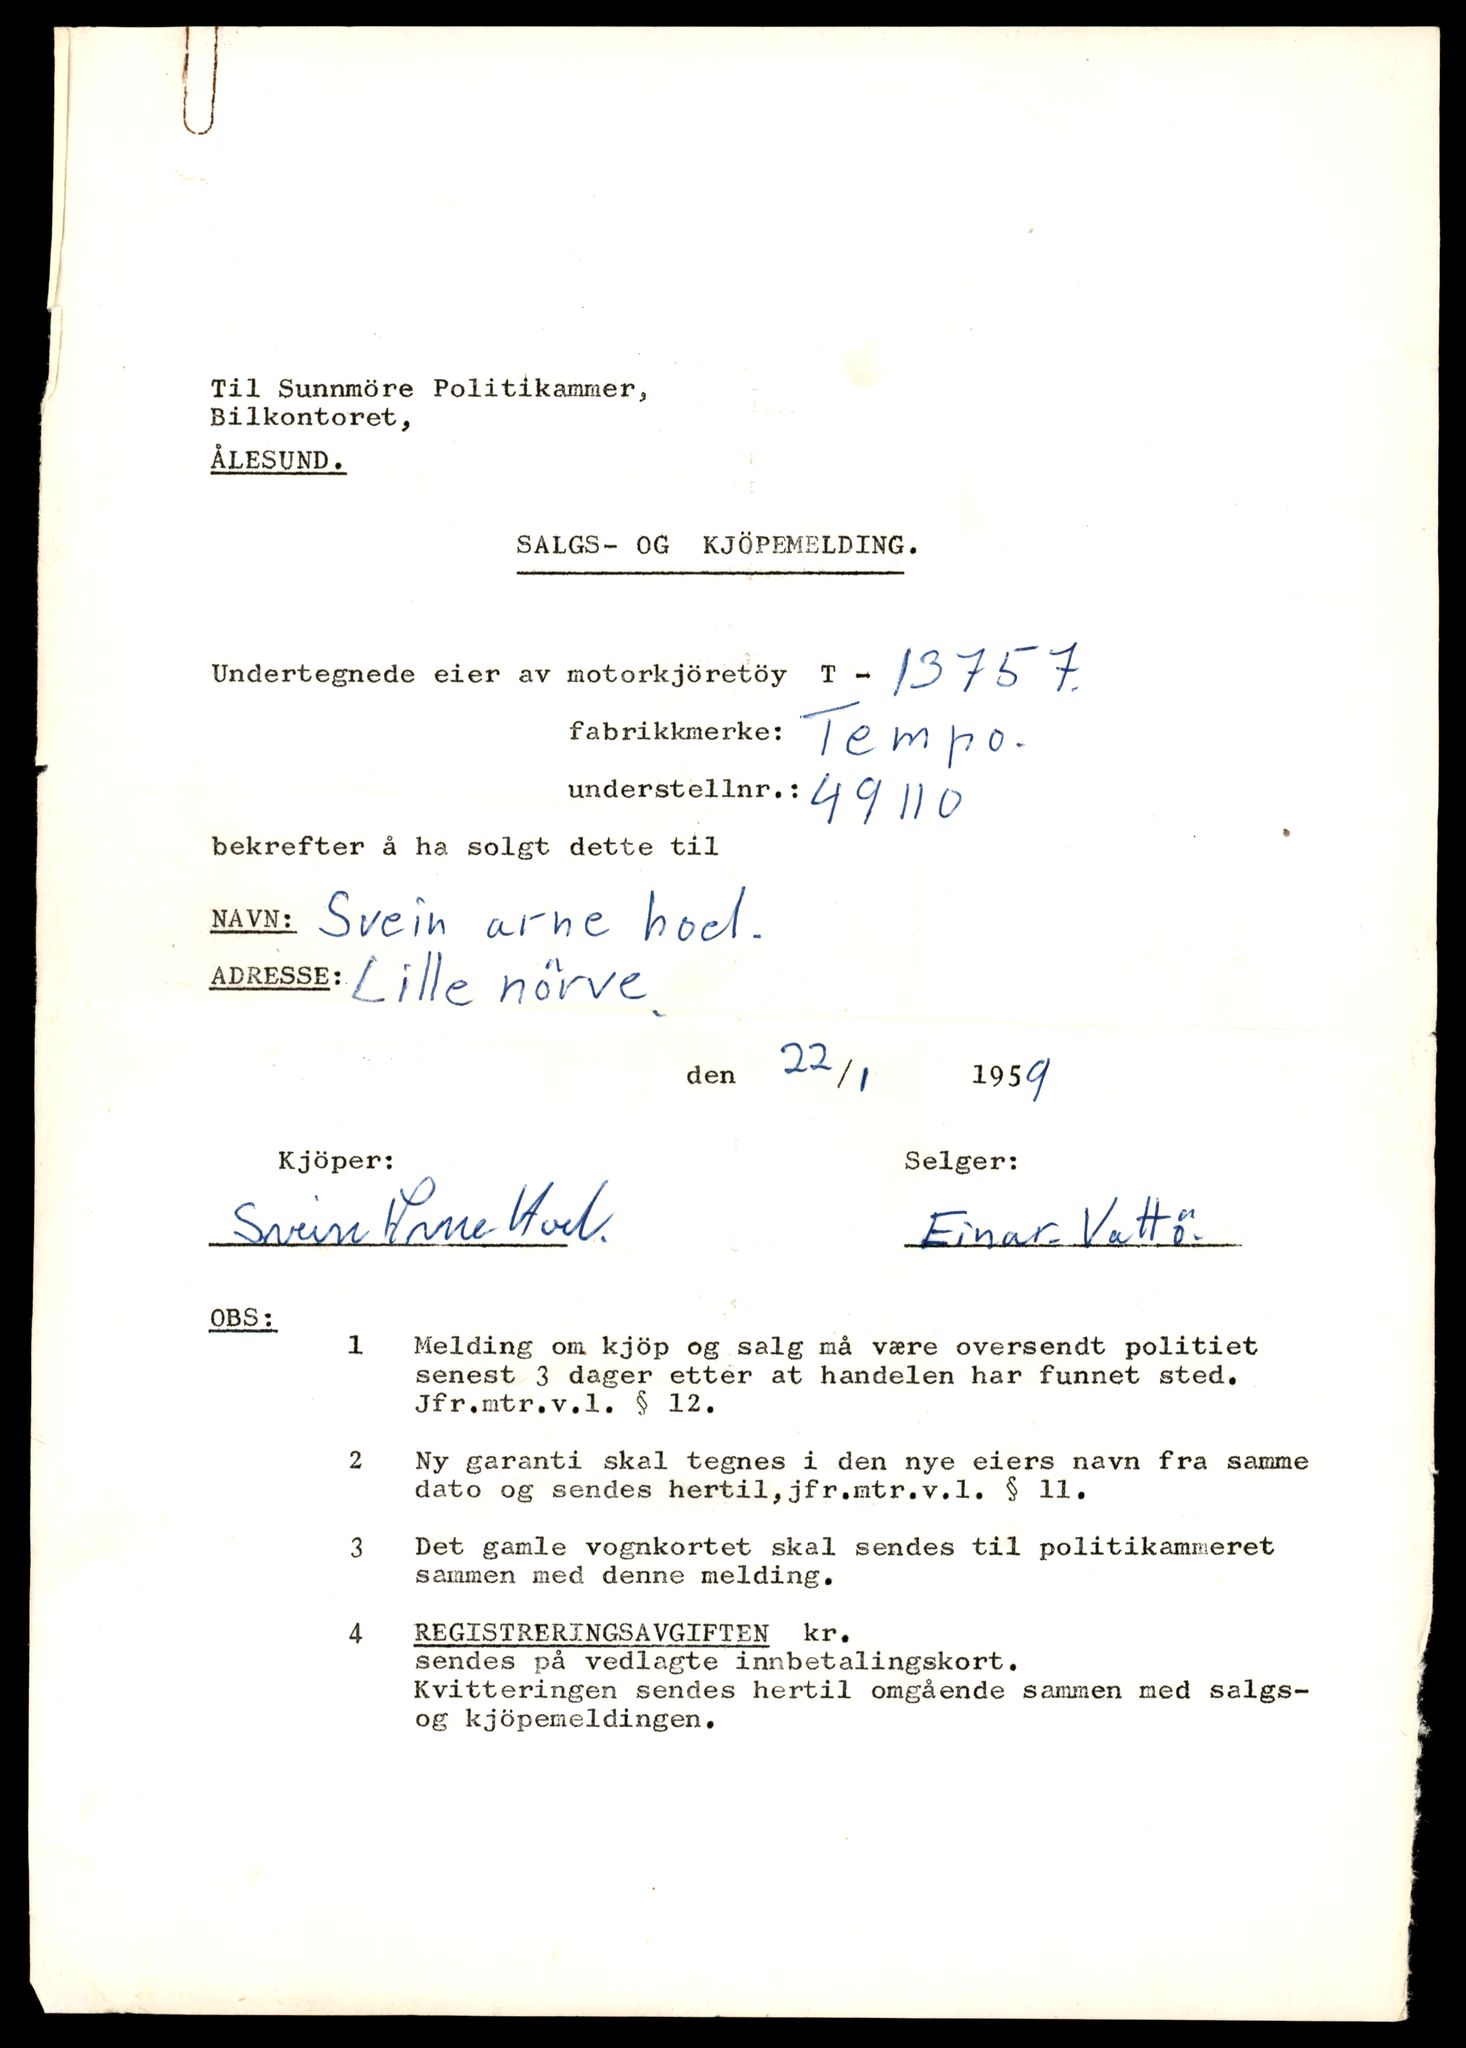 Til Sunnmöre Politikammer,
Bilkontoret,
ÅLESUND.
SALGS- OG KJÖPEMELDING.
Undertegnede eier av motorkjöretöy T - 13757.
fabrikkmerke: Tempo.
understellnr.: 49110
bekrefter å ha solgt dette til
NAVN: Svein arne hoel.
ADRESSE: Lille nörve.
den 22/1 1959
Kjöper: Selger:
Svein Arne Hoel. Einar Vattö.
OBS:
1 Melding om kjöp og salg må være oversendt politiet
senest 3 dager etter at handelen har funnet sted.
Jfr.mtr.v.l. § 12.
2 Ny garanti skal tegnes i den nye eiers navn fra samme
dato og sendes hertil,jfr.mtr.v.l. § 11.
3 Det gamle vognkortet skal sendes til politikammeret
sammen med denne melding.
4 REGISTRERINGSAVGIFTEN kr.
sendes på vedlagte innbetalingskort.
Kvitteringen sendes hertil omgående sammen med salgs-
og kjöpemeldingen.